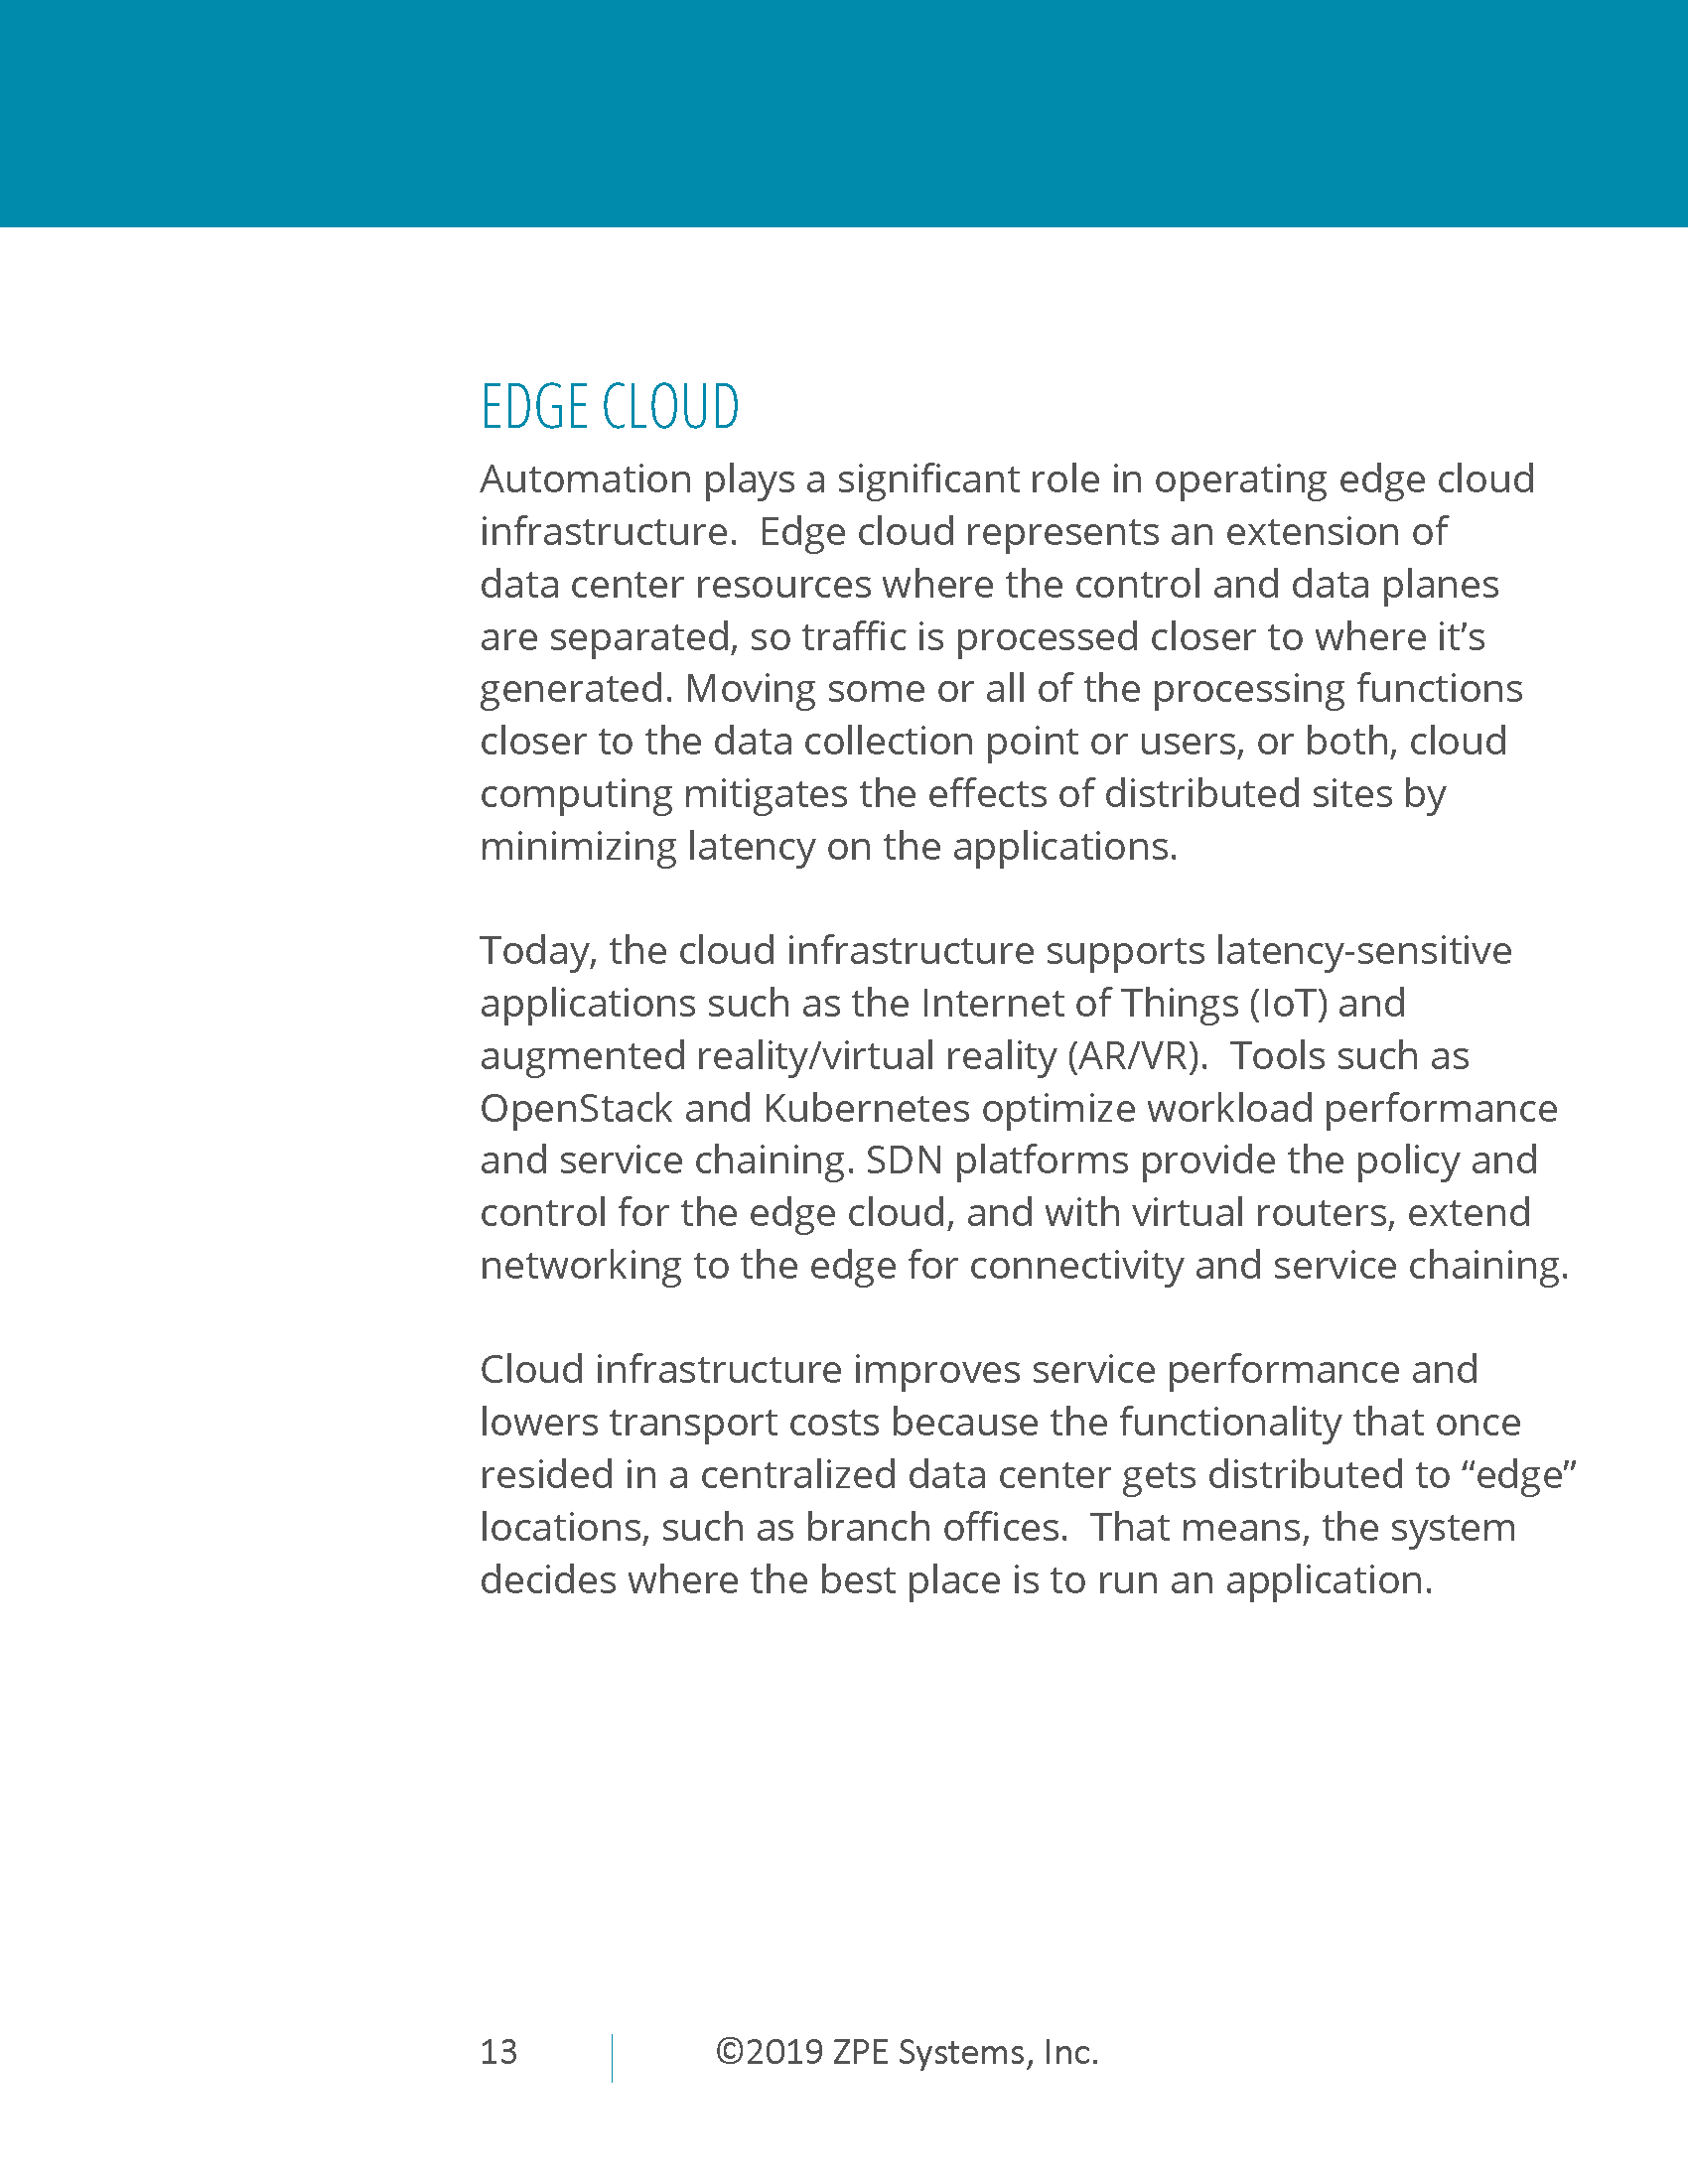 EDGE CLOUD
Automation plays a significant role in operating edge cloud
infrastructure.  Edge cloud represents an extension of
data center resources where the control and data planes
are separated, so traffic is processed closer to where it’s
generated. Moving some or all of the processing functions
closer to the data collection point or users, or both, cloud
computing mitigates the effects of distributed sites by
minimizing latency on the applications.
Today, the cloud infrastructure supports latency-sensitive
applications such as the Internet of Things (IoT) and
augmented reality/virtual reality (AR/VR).  Tools such as
OpenStack and Kubernetes optimize workload performance
and service chaining. SDN platforms provide the policy and
control for the edge cloud, and with virtual routers, extend
networking to the edge for connectivity and service chaining.
Cloud infrastructure improves service performance and
lowers transport costs because the functionality that once
resided in a centralized data center gets distributed to “edge”
locations, such as branch offices.  That means, the system
decides where the best place is to run an application.
13 ©2019 ZPE Systems, Inc.